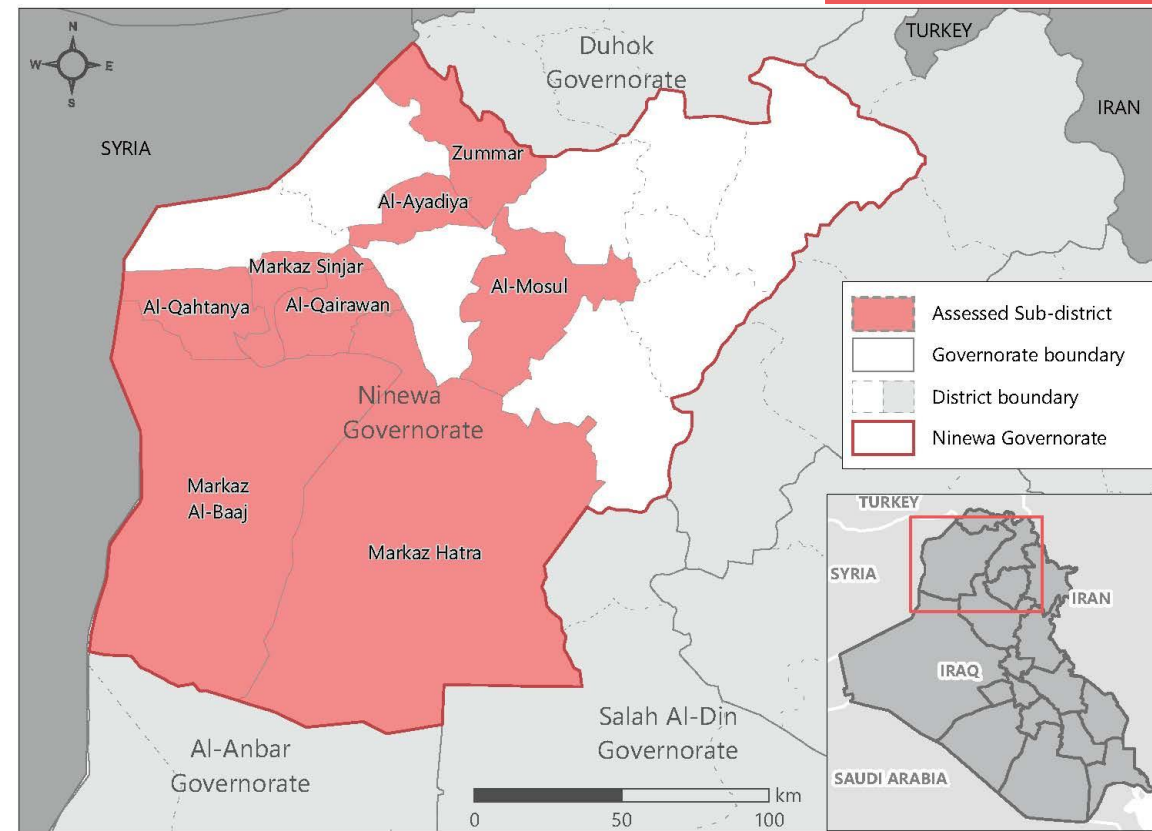 N
W
E
S
TURKEY
Duhok
Governorate
IRAN
SYRIA
Zummar
Al-Ayadiya
Markaz Sinjar
Al-Mosul
Al-Qahtanya
Al-Qairawan
Assessed Sub-district
Governorate boundary
District boundary
Ninewa Governorate
Ninewa
Governorate
Markaz
Al-Baaj
Markaz Hatra
TURKEY
SYRIA
IRAN
IRAQ
SAUDI ARABIA
Salah Al-Din
Governorate
Al-Anbar
Governorate
km
0
50
100